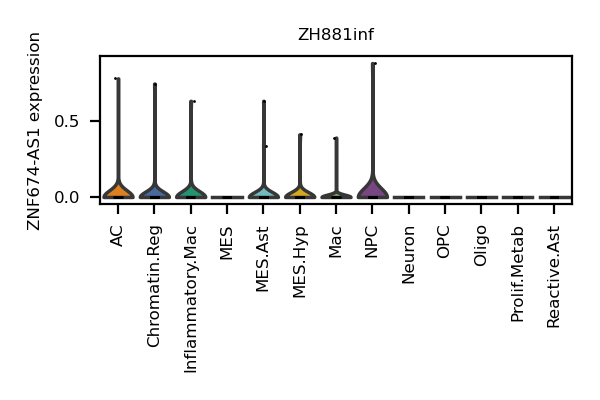 ZH881inf
ZNF674-AS1 expression
0.5
0.0
AC
Chromatin.Reg
Inflammatory.Mac
MES
MES.Ast
MES.Hyp
Mac
NPC
Neuron
OPC
Oligo
Prolif.Metab
Reactive.Ast